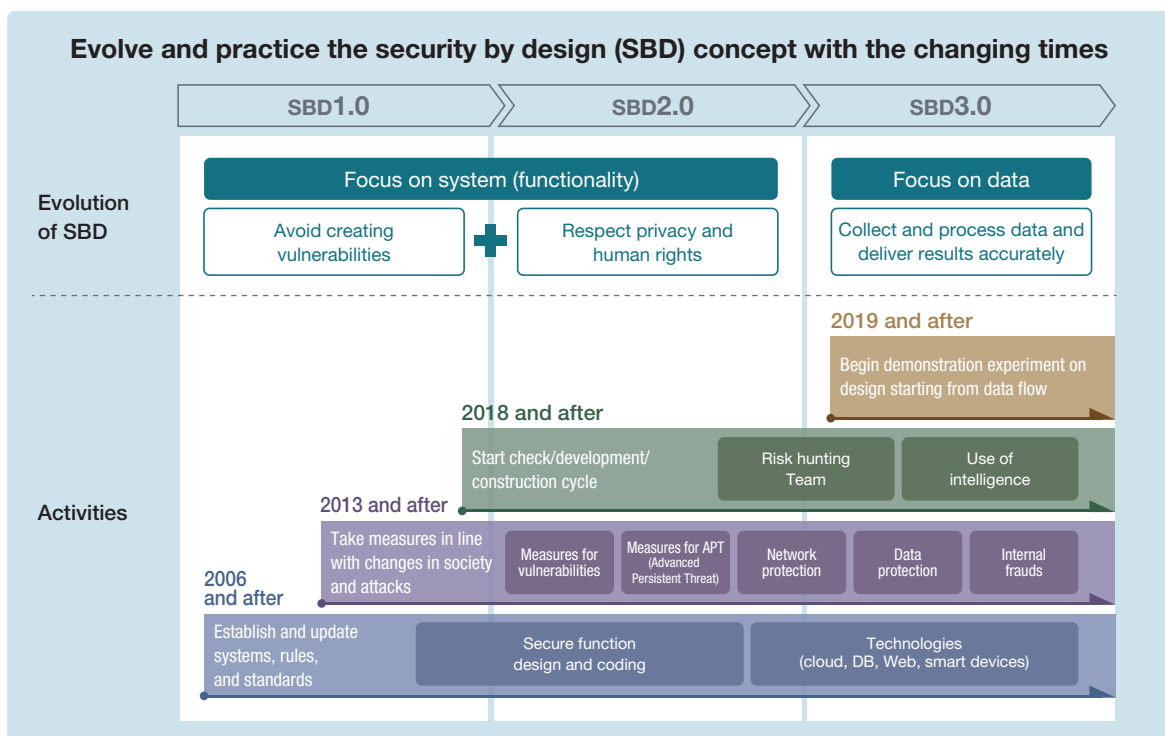 Evolve and practice the security by design (SBD) concept with the changing times
SBD1.0
SBD2.0
SBD3.0
Evolution
of SBD
Focus on system (functionality)
Focus on data
Avoid creating
vulnerabilities
Respect privacy and
human rights
Collect and process data and
deliver results accurately
Activities
2019 and after
Begin demonstration experiment on
design starting from data flow
2018 and after
Start check/development/
construction cycle
Risk hunting
Team
Use of
intelligence
2013 and after
Take measures in line
with changes in society
and attacks
Measures for
vulnerabilities
Measures for APT
(Advanced
Persistent Threat)
Network
protection
Data
protection
Internal
frauds
2006
and after
Establish and update
systems, rules,
and standards
Secure function
design and coding
Technologies
(cloud, DB, Web, smart devices)